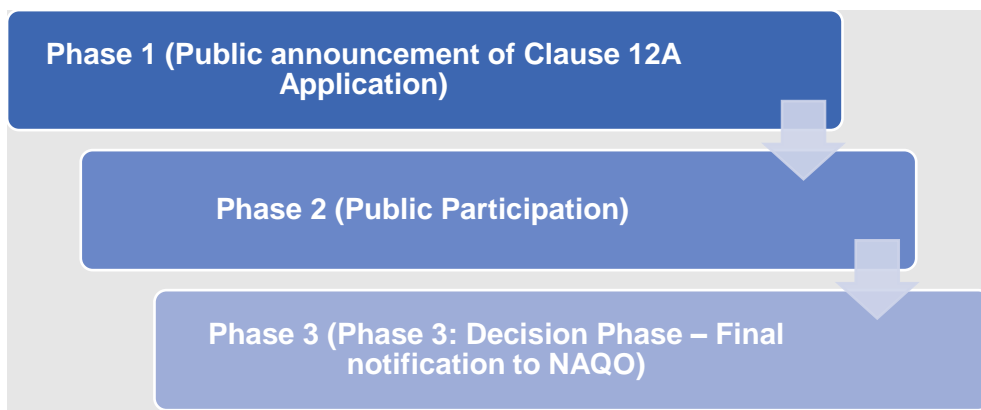 Phase 1 (Public announcement of Clause 12A
Application)
Phase 2 (Public Participation)
Phase 3 (Phase 3: Decision Phase – Final
notification to NAQO)